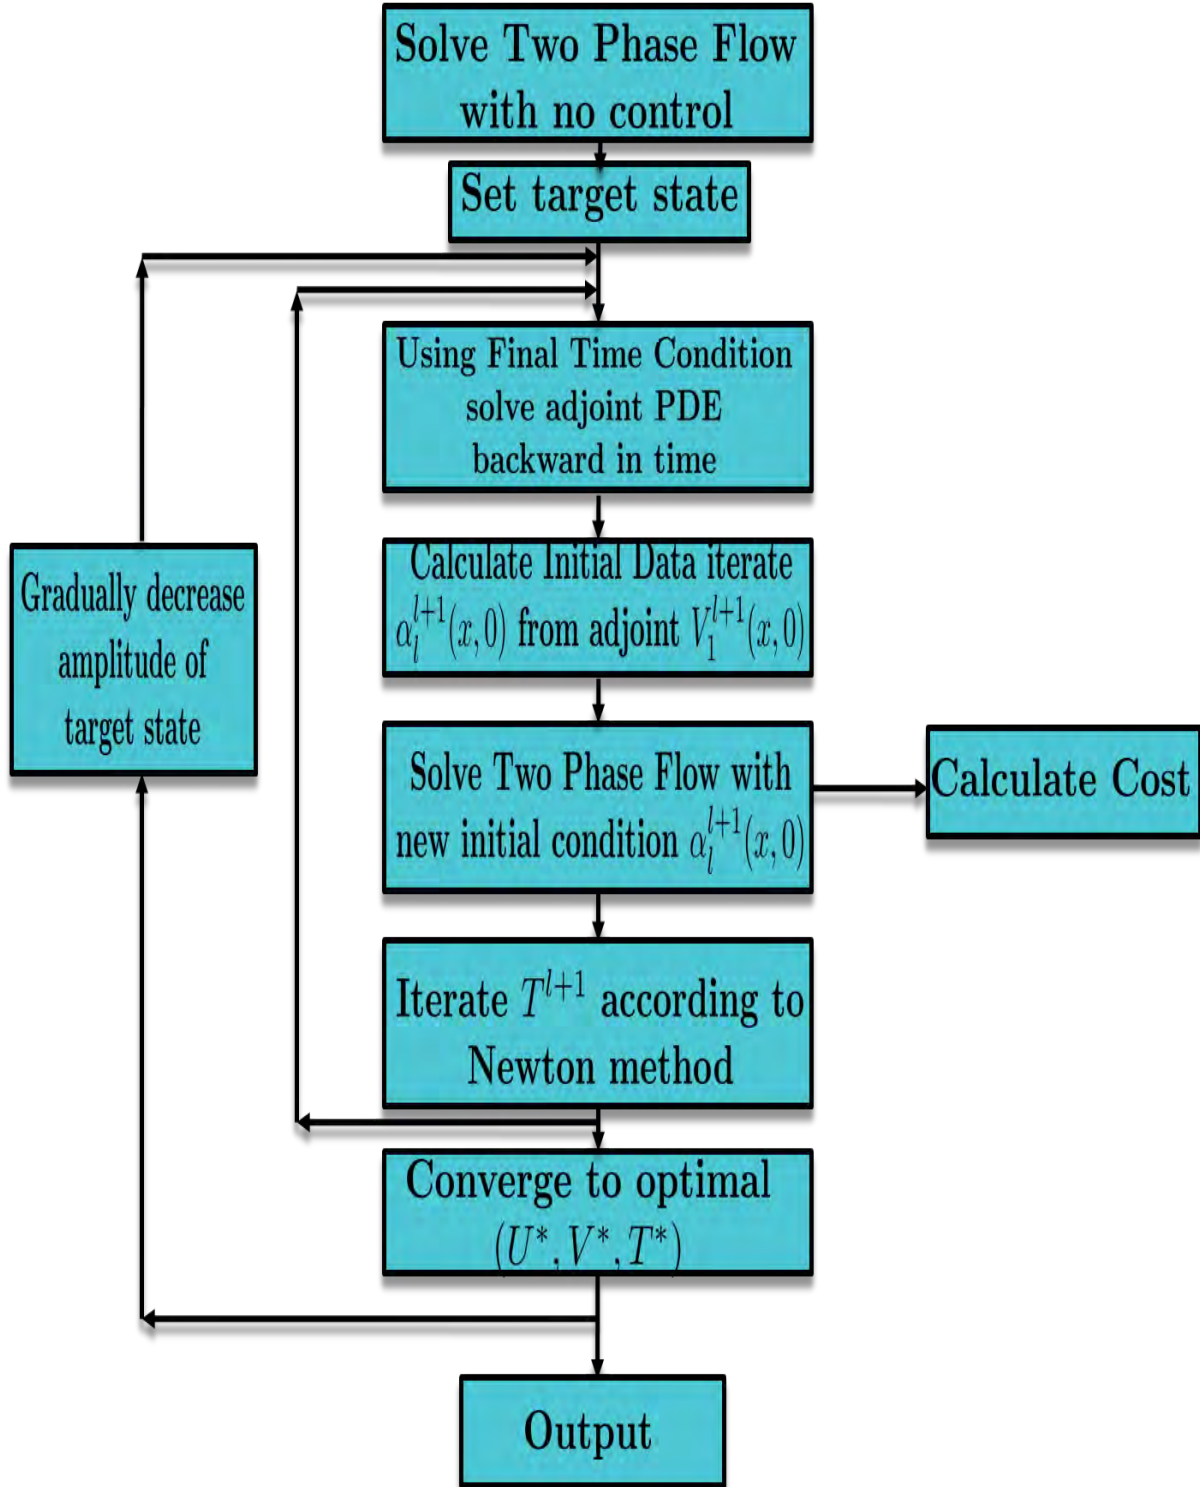 Solve Two Phase Flow
with no control
Set target state
Using Final Time Condition
solve adjoint PDE
backward in time
Calculate Initial Data iterate
α_l^{l+1}(x, 0) from adjoint V_1^{l+1}(x, 0)
Gradually decrease
amplitude of
target state
Solve Two Phase Flow with
new initial condition α_l^{l+1}(x, 0)
Calculate Cost
Iterate T^{l+1} according to
Newton method
Converge to optimal
(U*, V*, T*)
Output